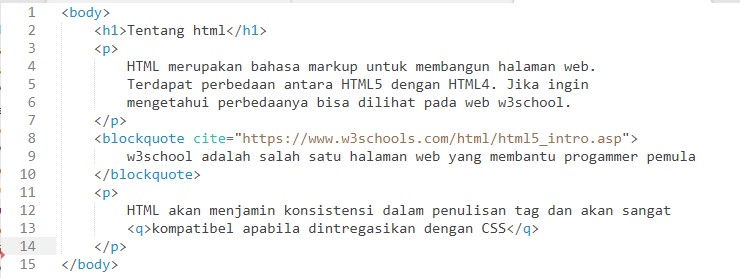 1 <body>
2 <h1>Tentang html</h1>
3 <p>
4 HTML merupakan bahasa markup untuk membangun halaman web.
5 Terdapat perbedaan antara HTML5 dengan HTML4. Jika ingin
6 mengetahui perbedaanya bisa dilihat pada web w3school.
7 </p>
8 <blockquote cite="https://www.w3schools.com/html/html5_intro.asp">
9 w3school adalah salah satu halaman web yang membantu progammer pemula
10 </blockquote>
11 <p>
12 HTML akan menjamin konsistensi dalam penulisan tag dan akan sangat
13 <q>kompatibel apabila dintregasikan dengan CSS</q>
14 </p>
15 </body>